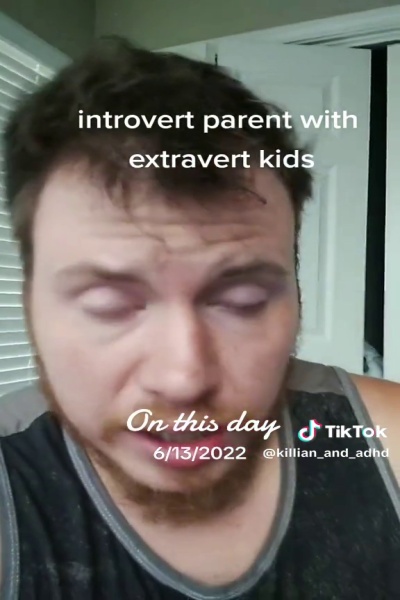 introvert parent with
extravert kids
On this day
TikTok
6/13/2022 @killian_and_adhd